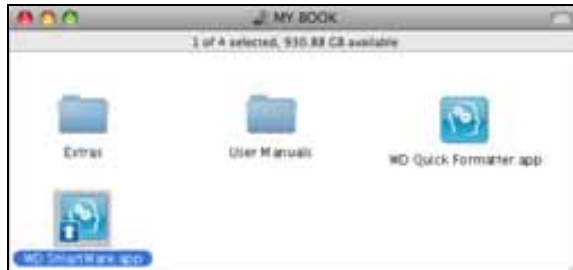 MY BOOK
1 of 4 selected, 930.88 GB available
Extras
User Manuals
WD Quick Formatter.app
WD SmartWare.app